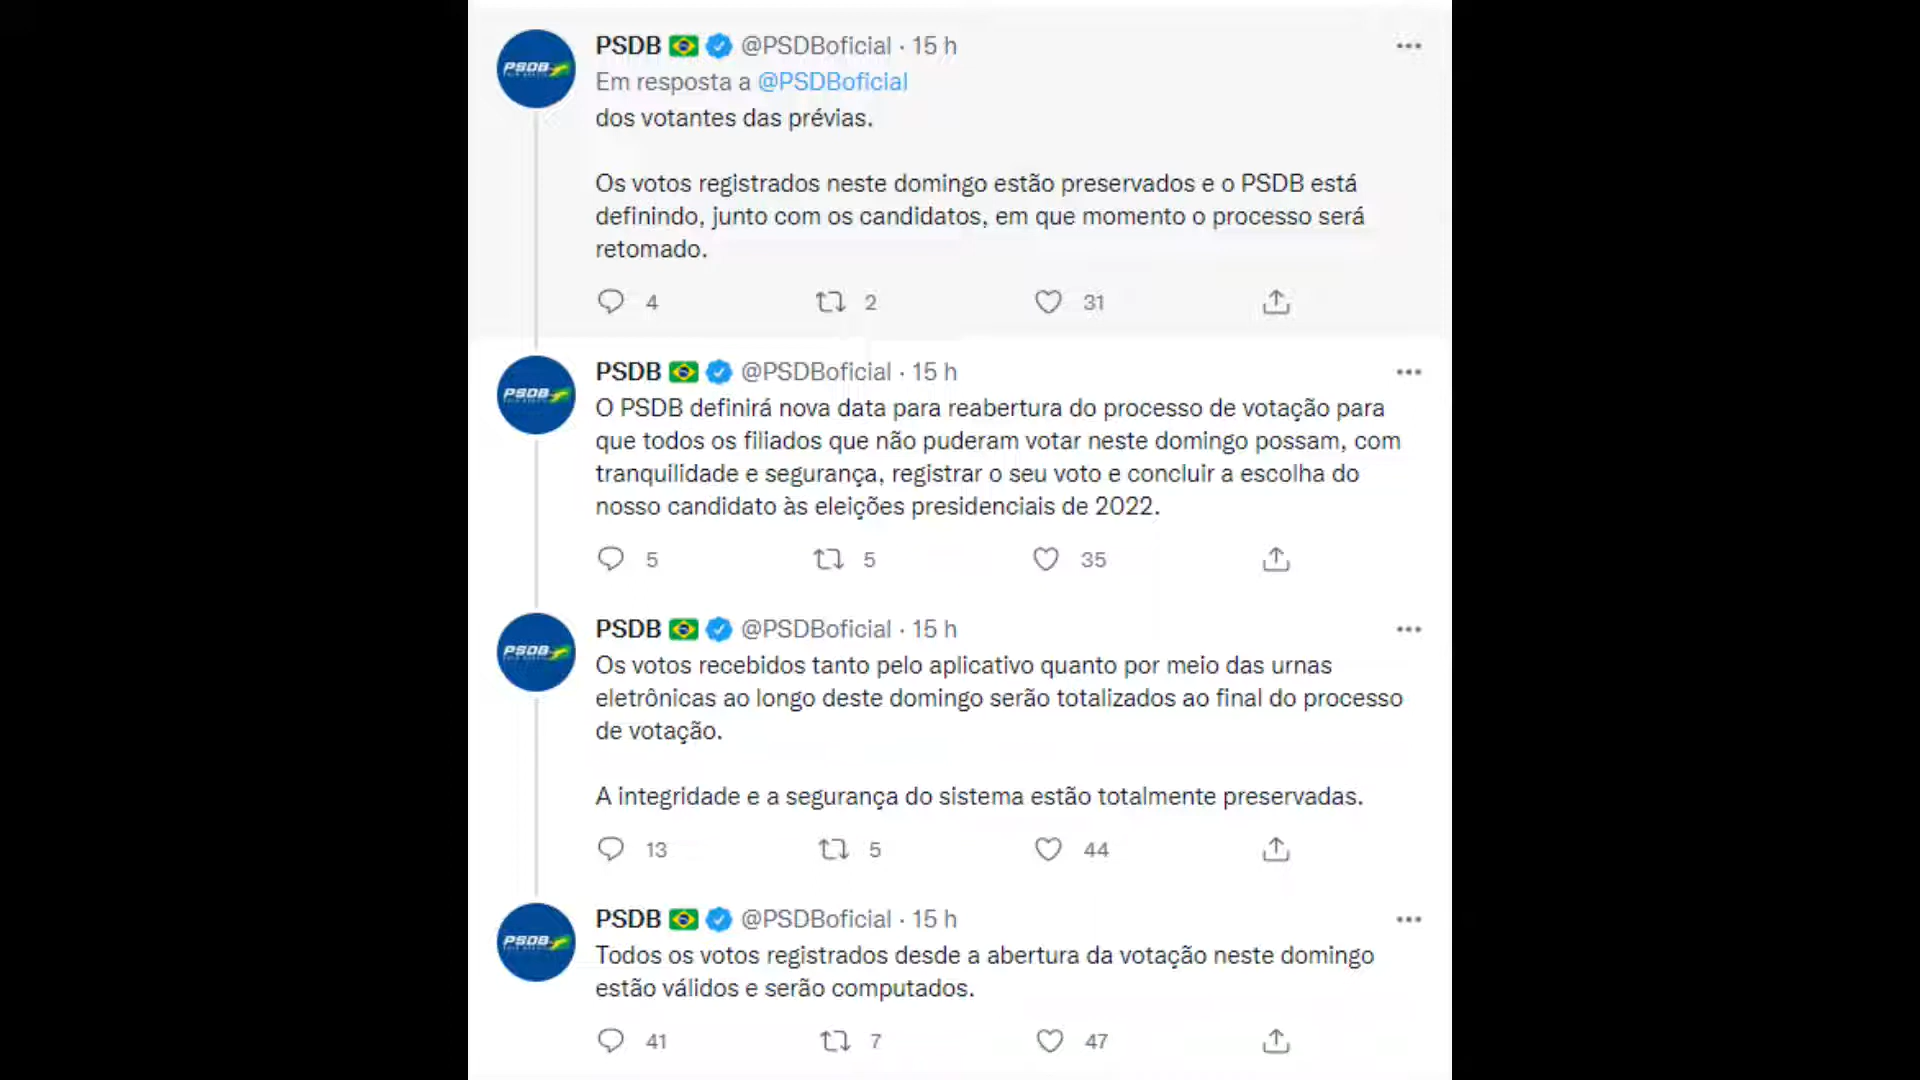 PSDB @PSDBoficial · 15 h
Em resposta a @PSDBoficial
dos votantes das prévias.
Os votos registrados neste domingo estão preservados e o PSDB está
definindo, junto com os candidatos, em que momento o processo será
retomado.
4 2 31
PSDB @PSDBoficial · 15 h
O PSDB definirá nova data para reabertura do processo de votação para
que todos os filiados que não puderam votar neste domingo possam, com
tranquilidade e segurança, registrar o seu voto e concluir a escolha do
nosso candidato às eleições presidenciais de 2022.
5 5 35
PSDB @PSDBoficial · 15 h
Os votos recebidos tanto pelo aplicativo quanto por meio das urnas
eletrônicas ao longo deste domingo serão totalizados ao final do processo
de votação.
A integridade e a segurança do sistema estão totalmente preservadas.
13 5 44
PSDB @PSDBoficial · 15 h
Todos os votos registrados desde a abertura da votação neste domingo
estão válidos e serão computados.
41 7 47
PSDB
PSDB
PSDB
PSDB